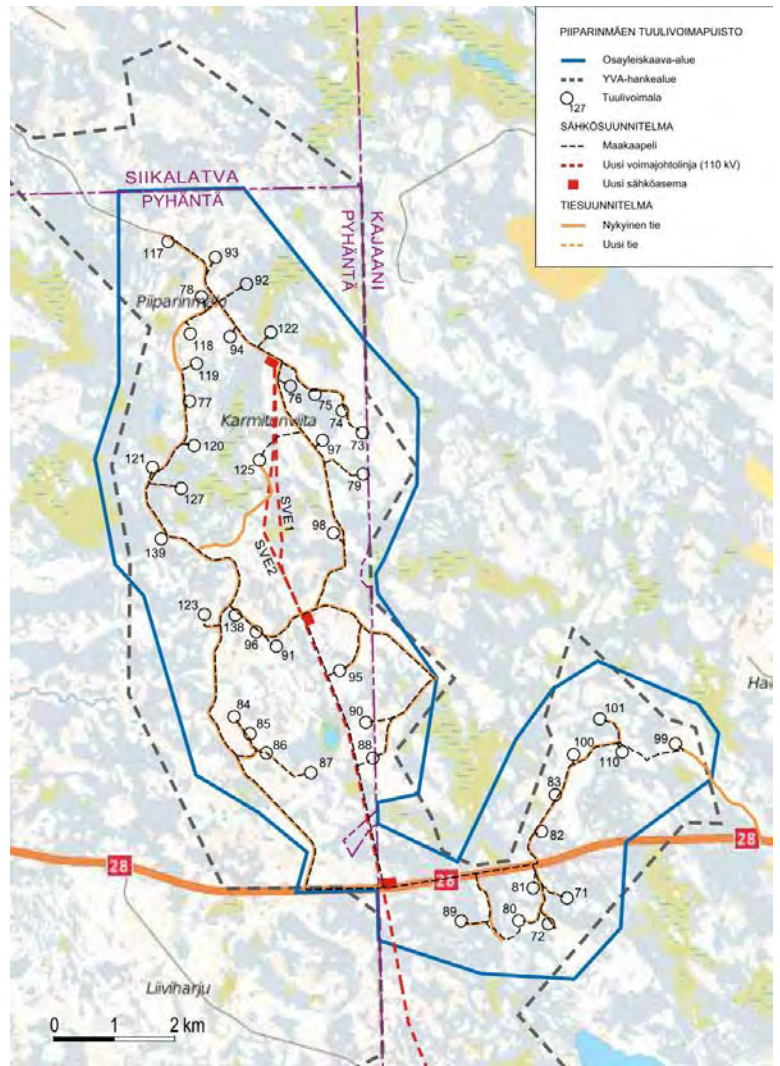 PIIPARINMÄEN TUULIVOIMAPUISTO
Osayleiskaava-alue
YVA-hankealue
127
Tuulivoimala
SÄHKÖSUUNNITELMA
Maakaapeli
Uusi voimajohtolinja (110 kV)
Uusi sähköasema
TIESUUNNITELMA
Nykyinen tie
Uusi tie
SIIKALATVA
PYHÄNTÄ
KAJAANI
PYHÄNTÄ
117
93
92
78
122
118
94
119
76
75
77
74
Karmitunviita
97
73
120
125
121
79
127
SVE1
98
139
SVE2
123
138
96
91
95
84
90
85
86
88
87
101
99
100
110
83
82
28
28
28
81
71
89
80
72
Liiviharju
0 1 2 km